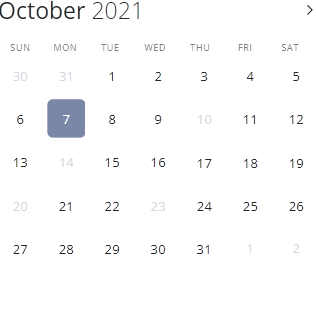 October 2021
SUN MON TUE WED THU FRI SAT
30 31 1 2 3 4 5
6 7 8 9 10 11 12
13 14 15 16 17 18 19
20 21 22 23 24 25 26
27 28 29 30 31 1 2